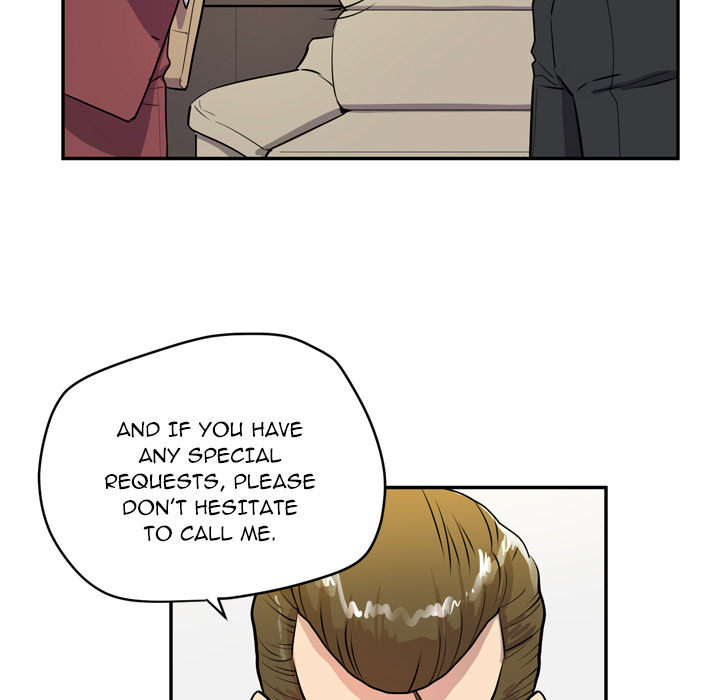 AND IF YOU HAVE
ANY SPECIAL
REQUESTS, PLEASE
DON'T HESITATE
TO CALL ME.